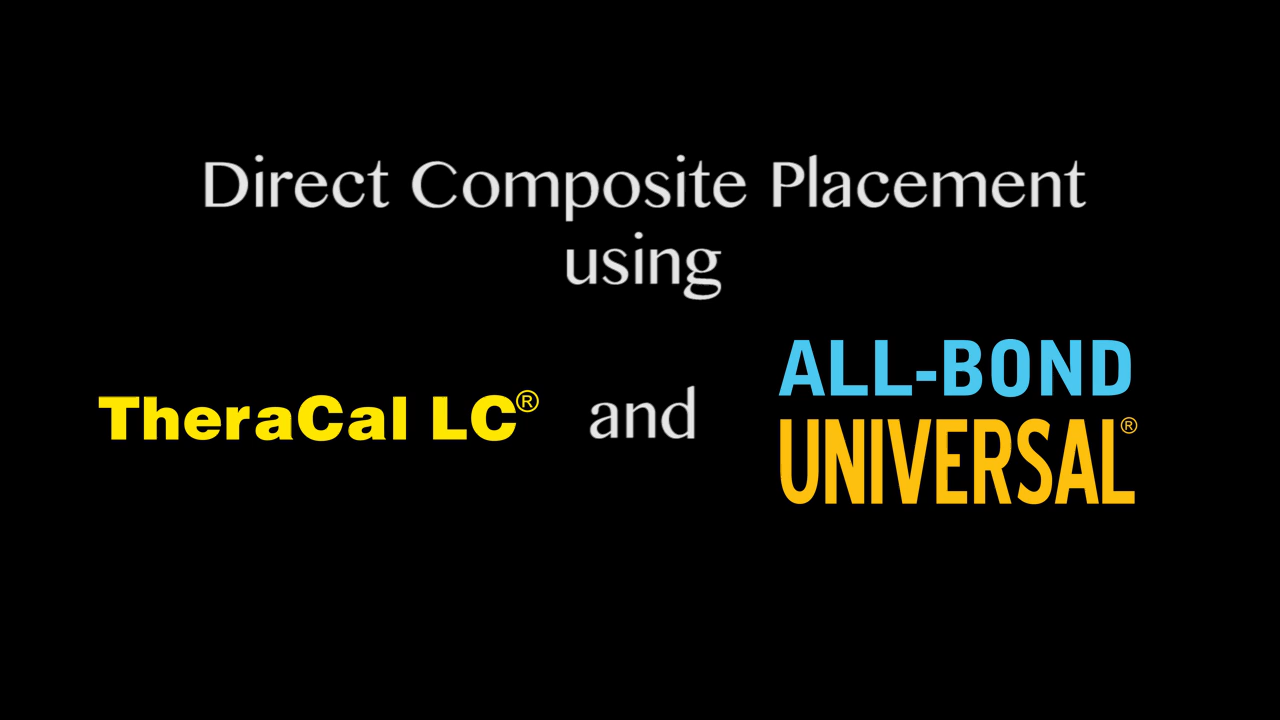 Direct Composite Placement
using
TheraCal LC® and ALL-BOND
UNIVERSAL®